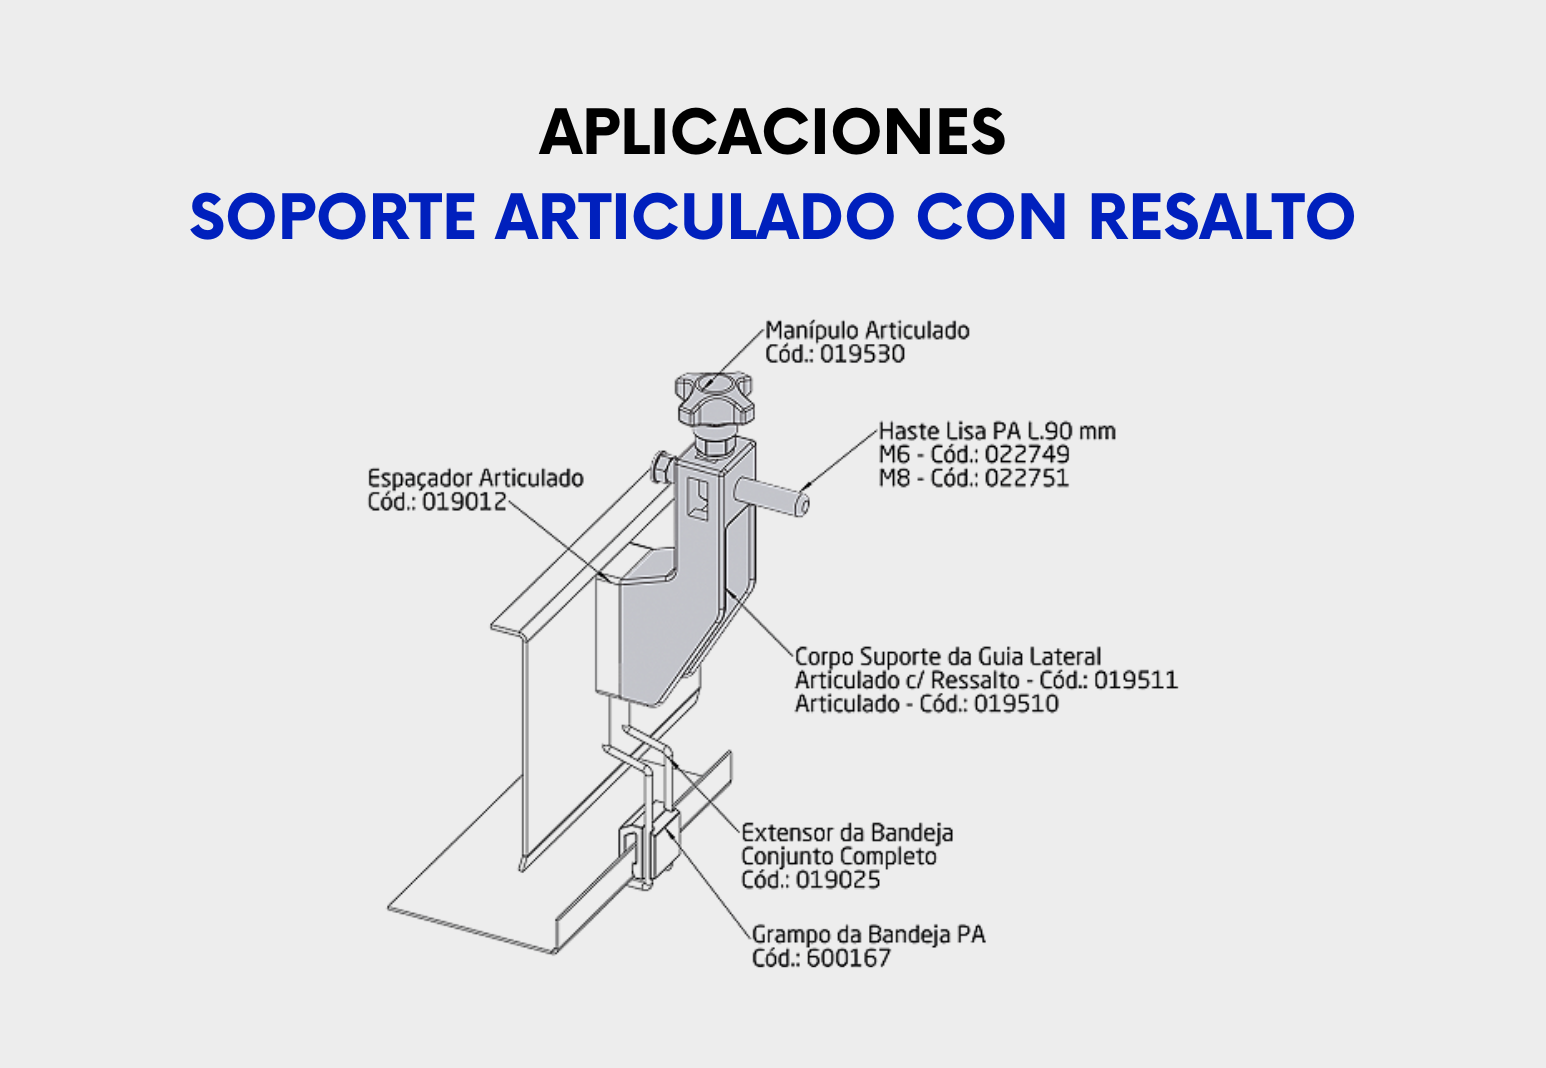 APLICACIONES
SOPORTE ARTICULADO CON RESALTO
Manípulo Articulado
Cód.: 019530
Haste Lisa PA L.90 mm
M6 - Cód.: 022749
M8 - Cód.: 022751
Espaçador Articulado
Cód.: 019012
Corpo Suporte da Guia Lateral
Articulado c/ Ressalto - Cód.: 019511
Articulado - Cód.: 019510
Extensor da Bandeja
Conjunto Completo
Cód.: 019025
Grampo da Bandeja PA
Cód.: 600167